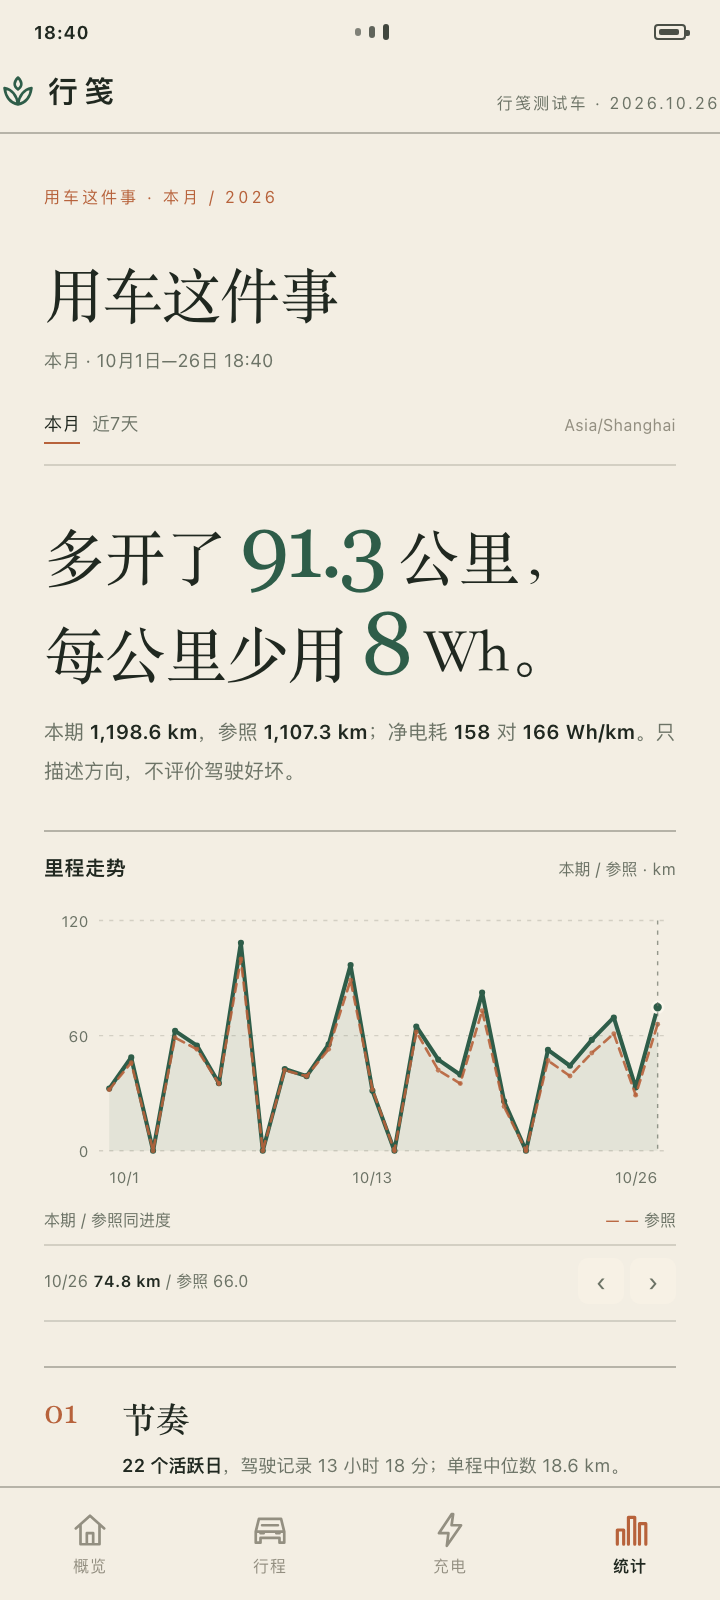 18:40
行笺
行笺测试车 · 2026.10.26
用车这件事 · 本月 / 2026
用车这件事
本月 · 10月1日—26日 18:40
本月 近7天
Asia/Shanghai
多开了 91.3 公里，
每公里少用 8 Wh。
本期 1,198.6 km，参照 1,107.3 km；净电耗 158 对 166 Wh/km。只
描述方向，不评价驾驶好坏。
里程走势
本期 / 参照 · km
120
60
0
10/1
10/13
10/26
本期 / 参照同进度
— — 参照
10/26 74.8 km / 参照 66.0
‹ ›
01 节奏
22 个活跃日，驾驶记录 13 小时 18 分；单程中位数 18.6 km。
概览
行程
充电
统计